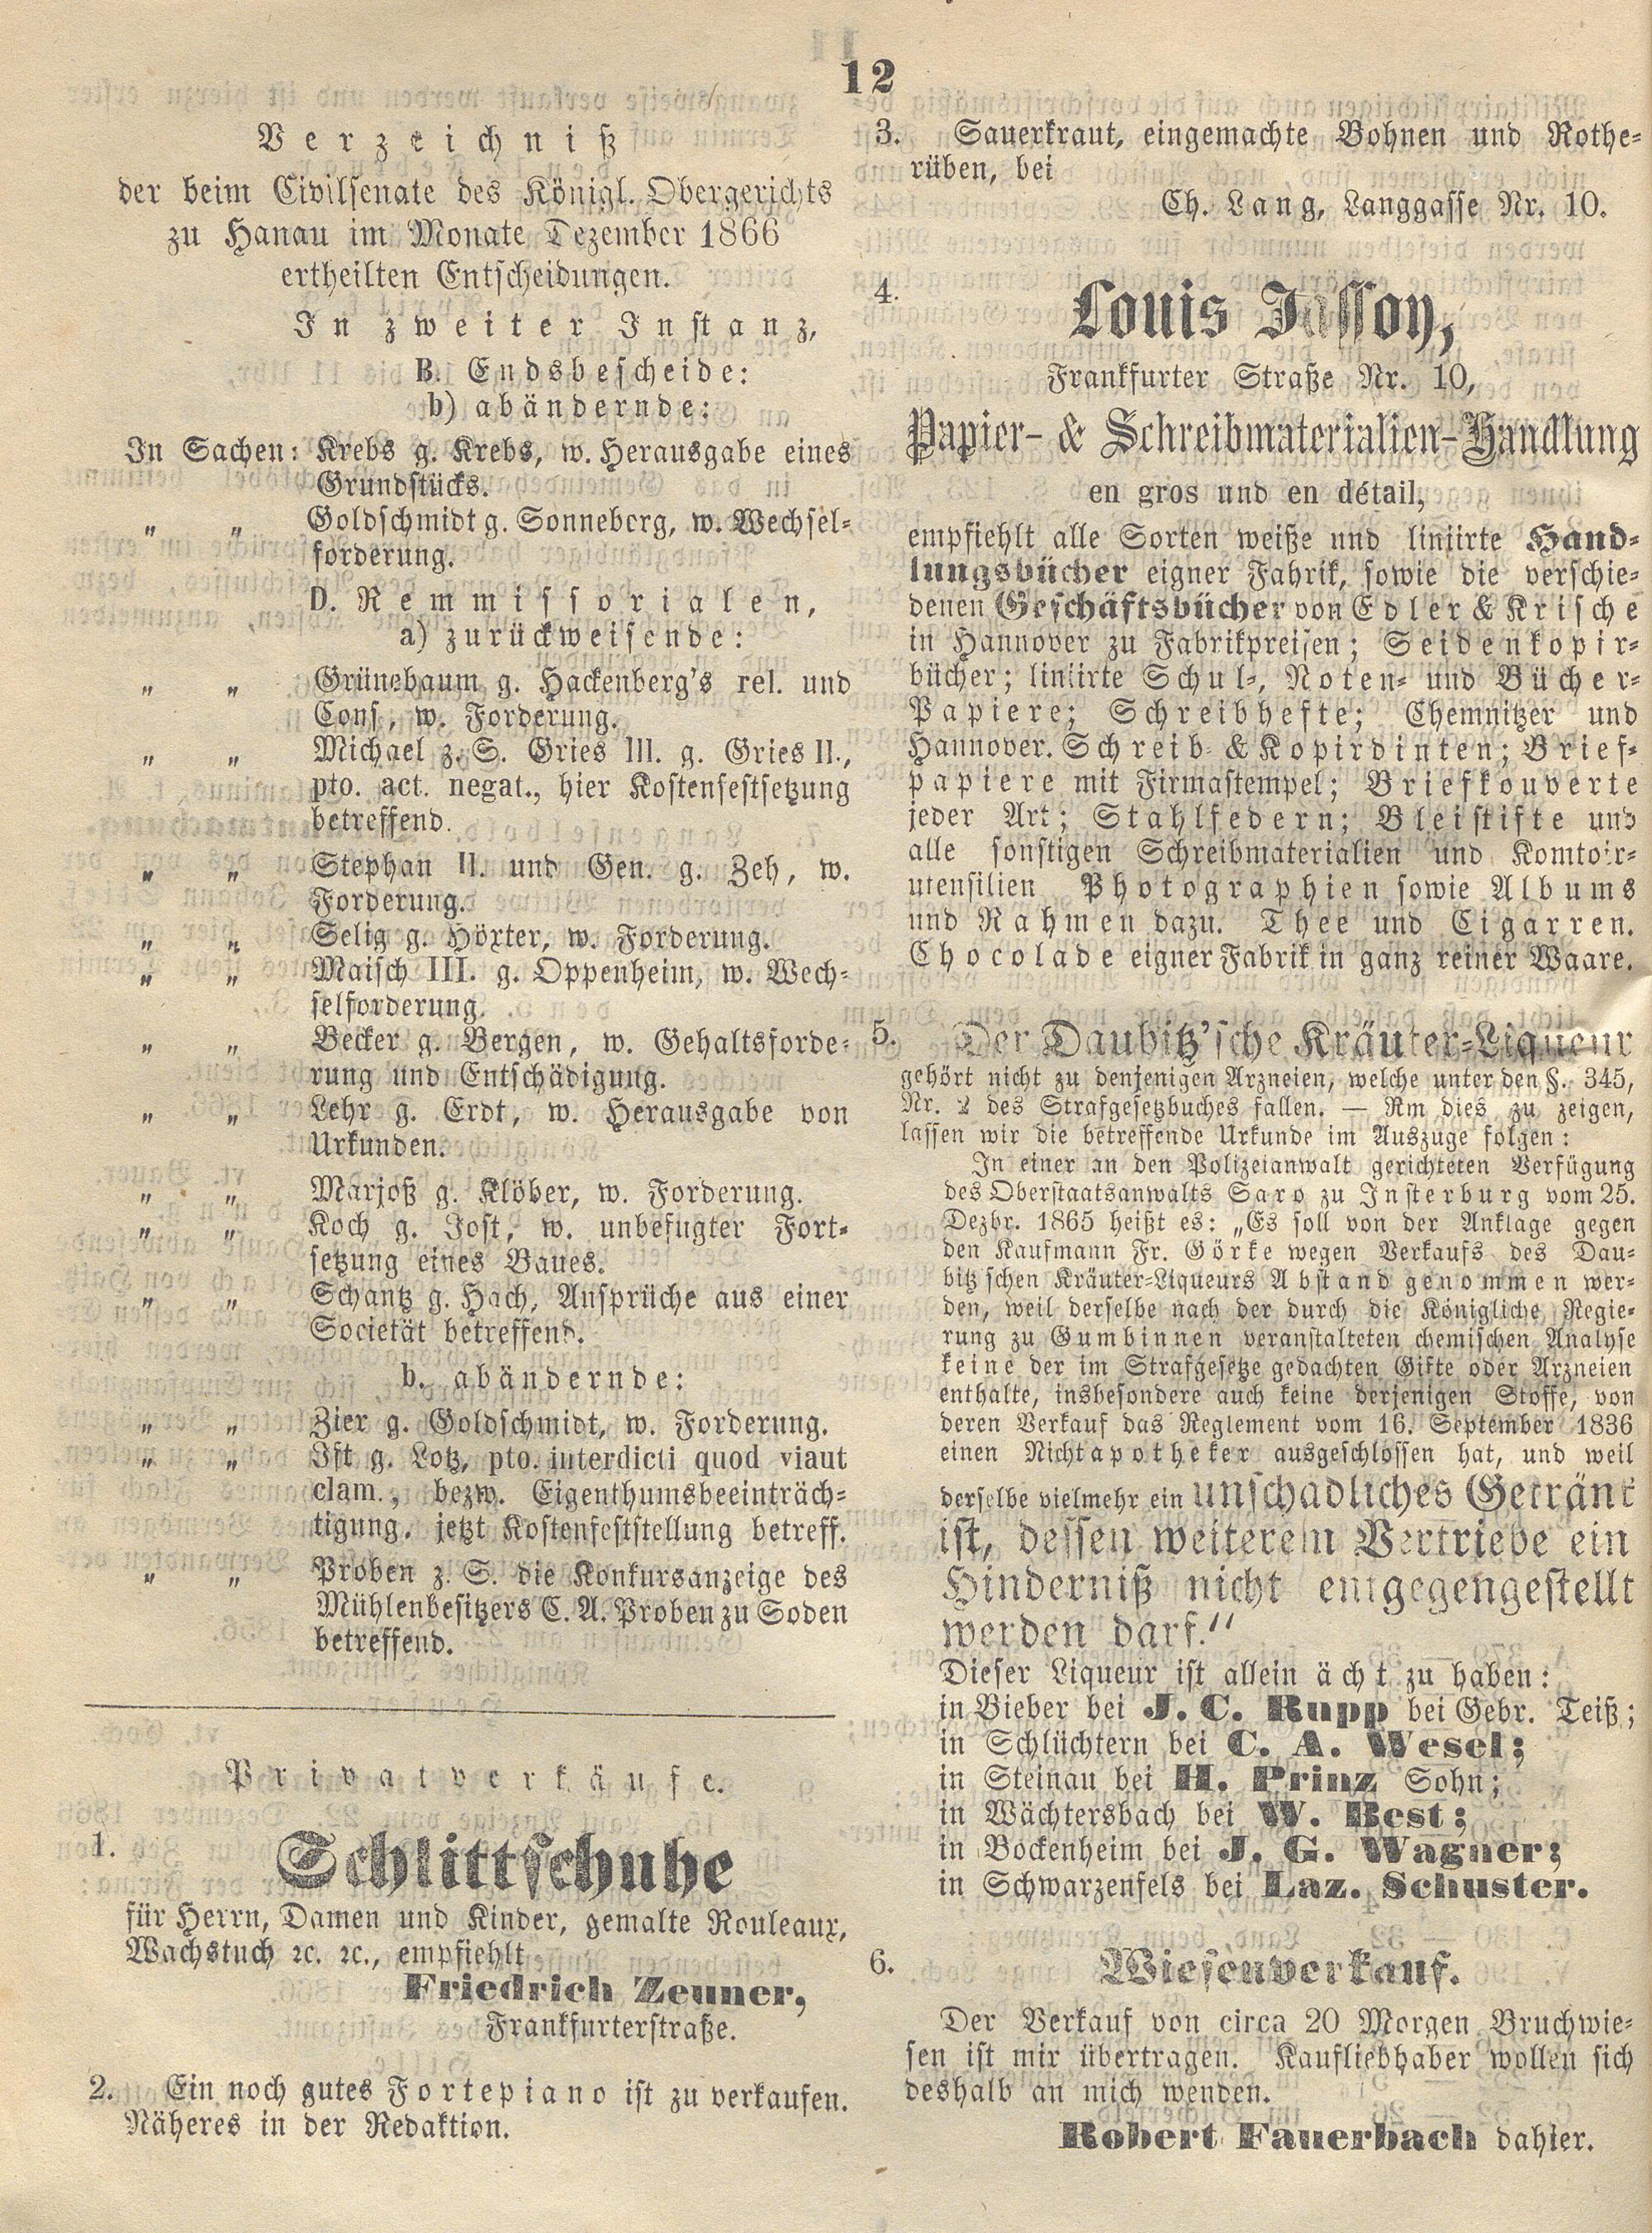 12
Verzeichniß
der beim Civilsenate des Königl. Obergerichts
zu Hanau im Monate Dezember 1866
ertheilten Entscheidungen.
In zweiter Instanz,
B. Endsbescheide:
b) abändernde:
In Sachen: Krebs g. Krebs, w. Herausgabe eines
Grundstücks.
" " Goldschmidt g. Sonneberg, w. Wechsel-
forderung.
D. Remmissorialen,
a) zurückweisende:
" " Grünebaum g. Hackenberg's rel. und
Cons, w. Forderung.
" " Michael z. S. Gries III. g. Gries II.,
pto. act. negat., hier Kostenfestsetzung
betreffend.
" " Stephan II. und Gen. g. Zeh, w.
Forderung.
" " Selig g. Höxter, w. Forderung.
" " Maisch III. g. Oppenheim, w. Wech-
selforderung.
" " Becker g. Bergen, w. Gehaltsforde-
rung und Entschädigung.
" " Lehr g. Erdt, w. Herausgabe von
Urkunden.
" " Marjoß g. Klöber, w. Forderung.
" " Koch g. Jost, w. unbefugter Fort-
setzung eines Baues.
" " Schantz g. Hach, Ansprüche aus einer
Societät betreffend.
b. abändernde:
" " Zier g. Goldschmidt, w. Forderung.
" " Ist g. Lotz, pto. interdicti quod viaut
clam., bezw. Eigenthumsbeeinträch-
tigung, jetzt Kostenfeststellung betreff.
" " Proben z. S. die Konkursanzeige des
Mühlenbesitzers C. A. Proben zu Soden
betreffend.
Privatverkäufe.
1. Schlittschuhe
für Herrn, Damen und Kinder, gemalte Rouleaux,
Wachstuch ꝛc. ꝛc., empfiehlt
Friedrich Zeuner,
Frankfurterstraße.
2. Ein noch gutes Fortepiano ist zu verkaufen.
Näheres in der Redaktion.
3. Sauerkraut, eingemachte Bohnen und Rothe-
rüben, bei
Ch. Lang, Langgasse Nr. 10.
4. Louis Jassoy,
Frankfurter Straße Nr. 10,
Papier- & Schreibmaterialien-Handlung
en gros und en détail,
empfiehlt alle Sorten weiße und liniirte Hand-
lungsbücher eigner Fahrik, sowie die verschie-
denen Geschäftsbücher von Edler & Krische
in Hannover zu Fabrikpreisen; Seidenkopir-
bücher; liniirte Schul-, Noten- und Bücher-
Papiere; Schreibhefte; Chemnitzer und
Hannover. Schreib- & Kopirdinten; Brief-
papiere mit Firmastempel; Briefkouverte
jeder Art; Stahlfedern; Bleistifte und
alle sonstigen Schreibmaterialien und Komtoir-
utensilien Photographien sowie Albums
und Rahmen dazu. Thee und Cigarren.
Chocolade eigner Fabrik in ganz reiner Waare.
5. Der Daubitz'sche Kräuter-Liqueur
gehört nicht zu denjenigen Arzneien, welche unter den §. 345,
Nr. 2 des Strafgesetzbuches fallen. — Rm dies zu zeigen,
lassen wir die betreffende Urkunde im Auszuge folgen:
In einer an den Polizeianwalt gerichteten Verfügung
des Oberstaatsanwalts Saro zu Insterburg vom 25.
Dezbr. 1865 heißt es: „Es soll von der Anklage gegen
den Kaufmann Fr. Görke wegen Verkaufs des Dau-
bitz schen Kräuter-Liqueurs Abstand genommen wer-
den, weil derselbe nach der durch die Königliche Regie-
rung zu Gumbinnen veranstalteten chemischen Analyse
keine der im Strafgesetze gedachten Gifte oder Arzneien
enthalte, insbesondere auch keine derjenigen Stoffe, von
deren Verkauf das Reglement vom 16. September 1836
einen Nichtapotheker ausgeschlossen hat, und weil
derselbe vielmehr ein unschädliches Getränk
ist, dessen weiterem Vertriebe ein
Hinderniß nicht entgegengestellt
werden darf."
Dieser Liqueur ist allein ächt zu haben:
in Bieber bei J. C. Rupp bei Gebr. Teiß;
in Schlüchtern bei C. A. Wesel;
in Steinau bei H. Prinz Sohn;
in Wächtersbach bei W. Best;
in Bockenheim bei J. G. Wagner;
in Schwarzenfels bei Laz. Schuster.
6. Wiesenverkauf.
Der Verkauf von circa 20 Morgen Bruchwie-
sen ist mir übertragen. Kaufliebhaber wollen sich
deshalb an mich wenden.
Robert Fauerbach dahier.